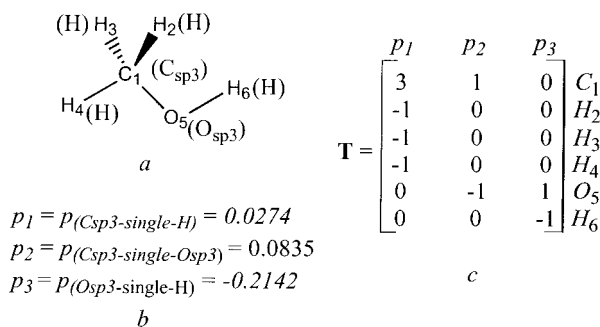 (H) H3 H2(H)
C1 (Csp3)
H6(H)
H4(H)
O5(Osp3)
a
p1 = p(Csp3-single-H) = 0.0274
p2 = p(Csp3-single-Osp3) = 0.0835
p3 = p(Osp3-single-H) = -0.2142
b
p1 p2 p3
3 1 0 C1
-1 0 0 H2
-1 0 0 H3
T = -1 0 0 H4
0 -1 1 O5
0 0 -1 H6
c